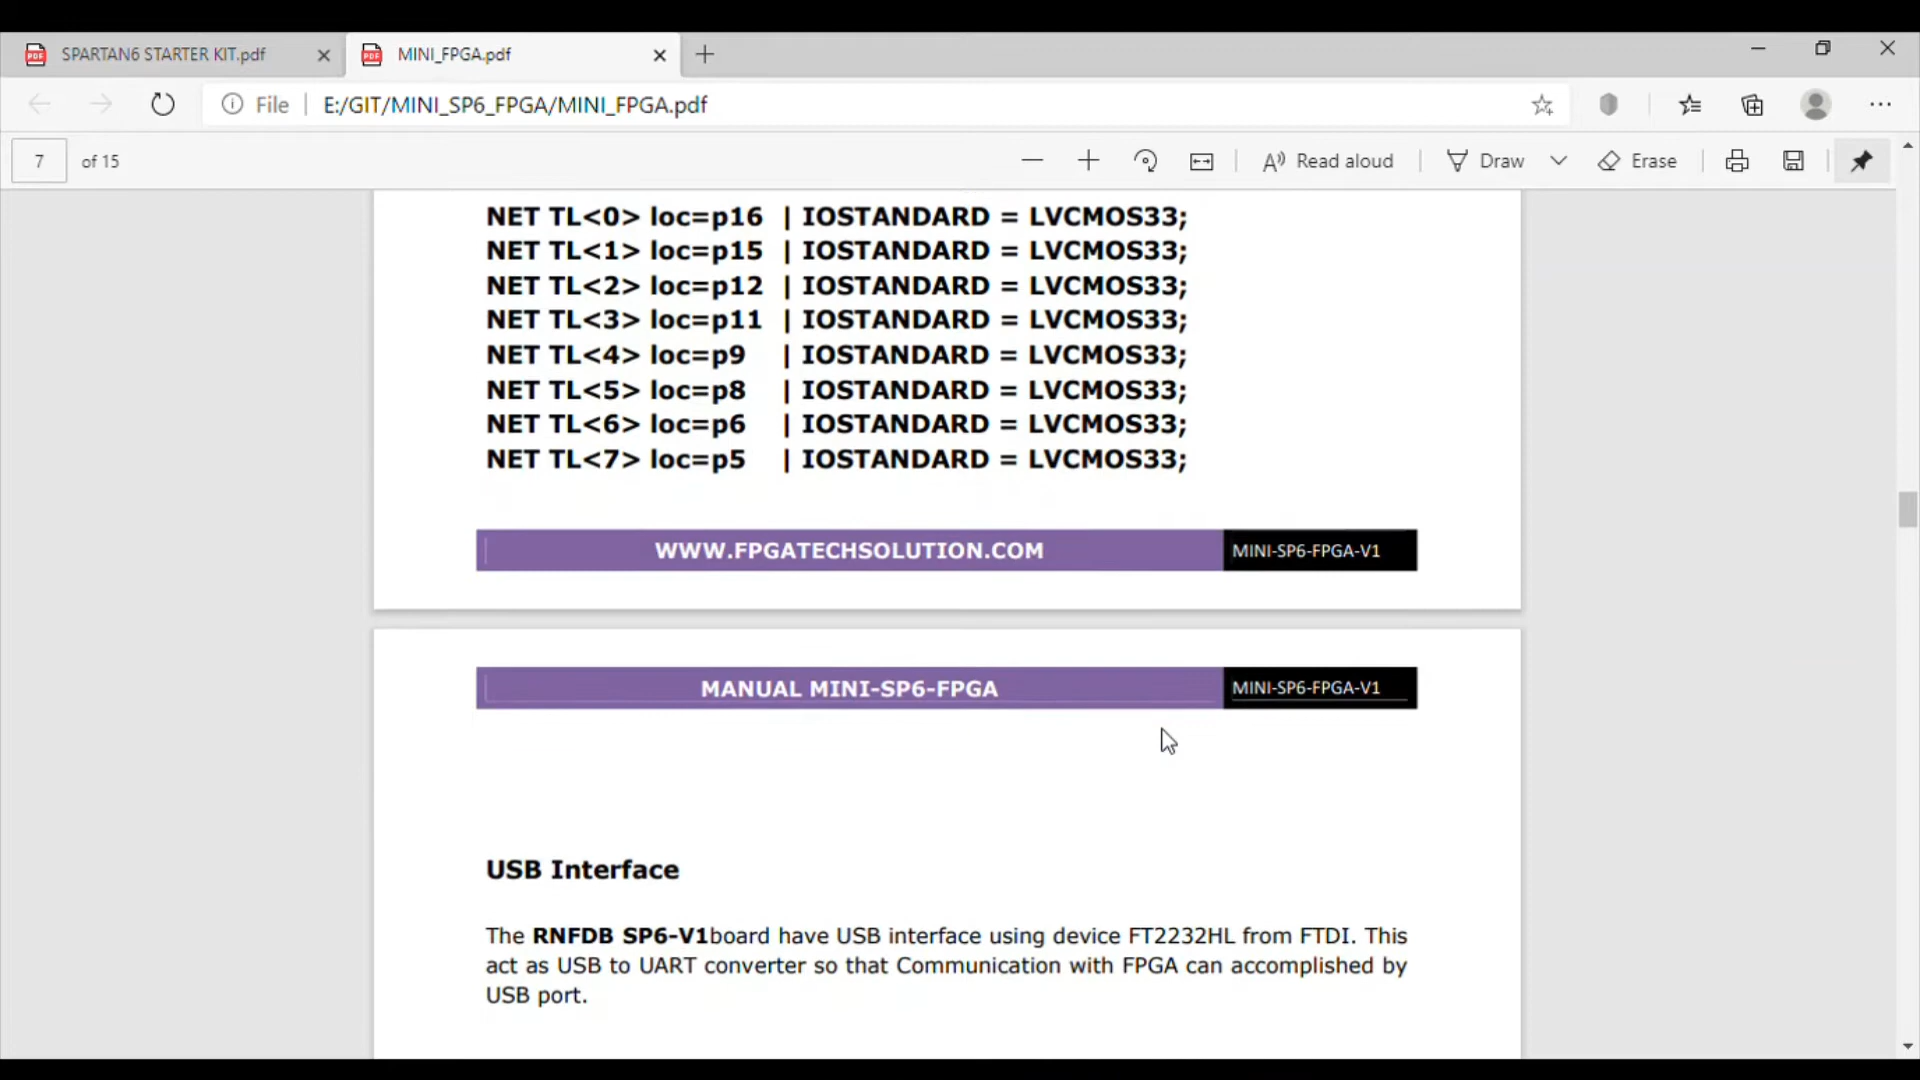 SPARTAN6 STARTER KIT.pdf
MINI_FPGA.pdf
File
E:/GIT/MINI_SP6_FPGA/MINI_FPGA.pdf
7 of 15
Read aloud
Draw
Erase
NET TL<0> loc=p16 | IOSTANDARD = LVCMOS33;
NET TL<1> loc=p15 | IOSTANDARD = LVCMOS33;
NET TL<2> loc=p12 | IOSTANDARD = LVCMOS33;
NET TL<3> loc=p11 | IOSTANDARD = LVCMOS33;
NET TL<4> loc=p9 | IOSTANDARD = LVCMOS33;
NET TL<5> loc=p8 | IOSTANDARD = LVCMOS33;
NET TL<6> loc=p6 | IOSTANDARD = LVCMOS33;
NET TL<7> loc=p5 | IOSTANDARD = LVCMOS33;
WWW.FPGATECHSOLUTION.COM
MINI-SP6-FPGA-V1
MANUAL MINI-SP6-FPGA
MINI-SP6-FPGA-V1
USB Interface
The RNFDB SP6-V1board have USB interface using device FT2232HL from FTDI. This
act as USB to UART converter so that Communication with FPGA can accomplished by
USB port.